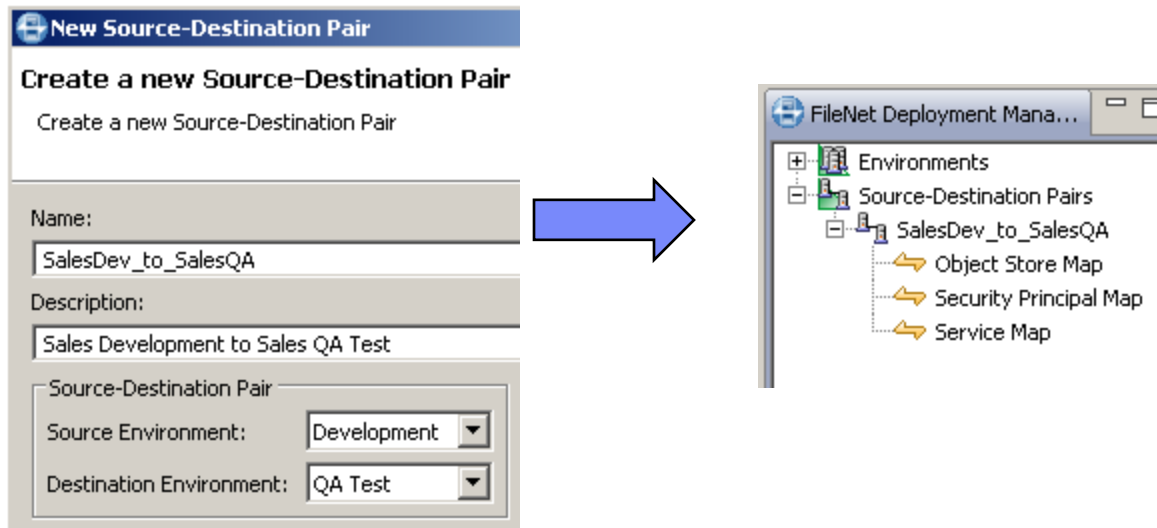 New Source-Destination Pair
Create a new Source-Destination Pair
Create a new Source-Destination Pair
Name:
SalesDev_to_SalesQA
Description:
Sales Development to Sales QA Test
Source-Destination Pair
Source Environment:
Development
Destination Environment:
QA Test
FileNet Deployment Mana...
Environments
Source-Destination Pairs
SalesDev_to_SalesQA
Object Store Map
Security Principal Map
Service Map